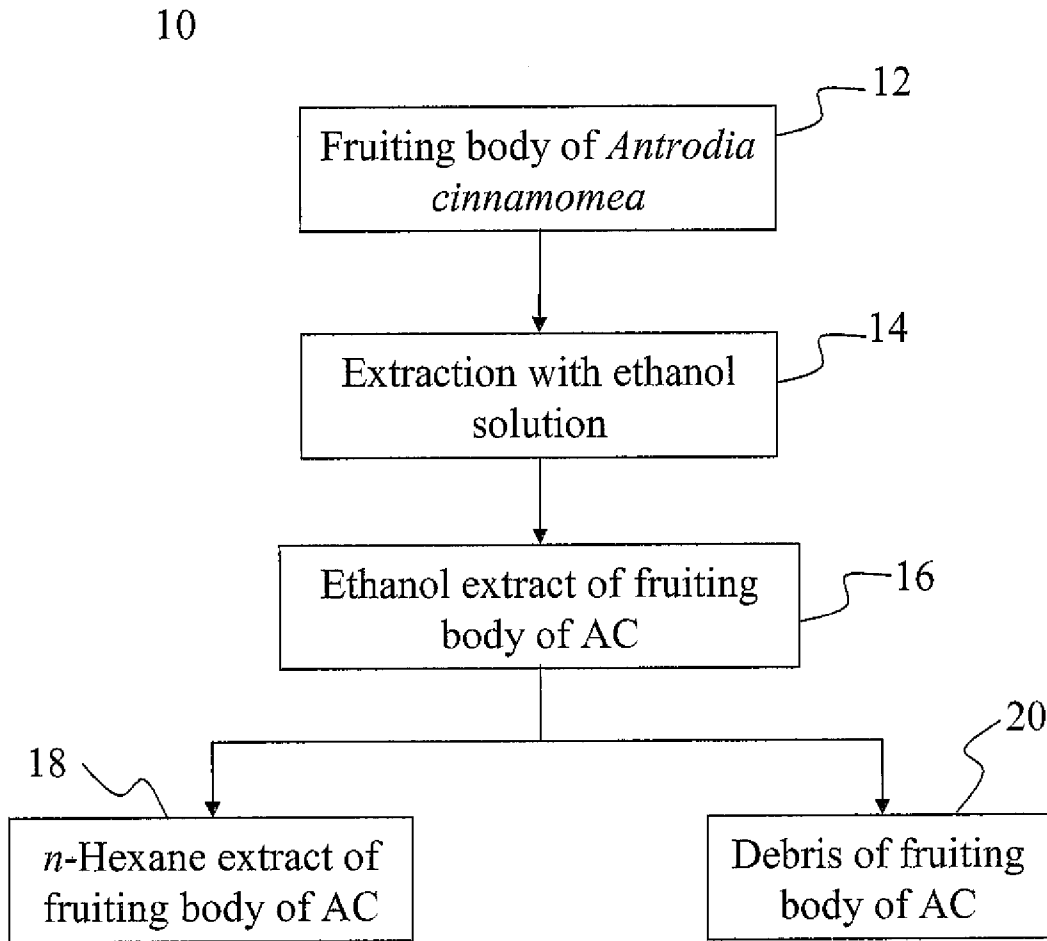 10
12
Fruiting body of Antrodia
cinnamomea
14
Extraction with ethanol
solution
16
Ethanol extract of fruiting
body of AC
18
n-Hexane extract of
fruiting body of AC
20
Debris of fruiting
body of AC